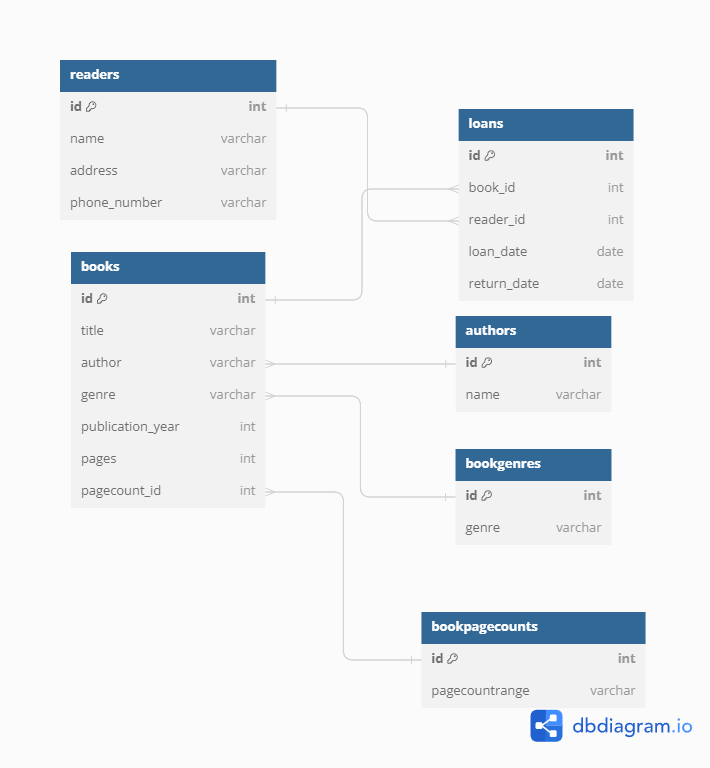 readers
id int
name varchar
address varchar
phone_number varchar
loans
id int
book_id int
reader_id int
loan_date date
return_date date
books
id int
title varchar
author varchar
genre varchar
publication_year int
pages int
pagecount_id int
authors
id int
name varchar
bookgenres
id int
genre varchar
bookpagecounts
id int
pagecountrange varchar
dbdiagram.io